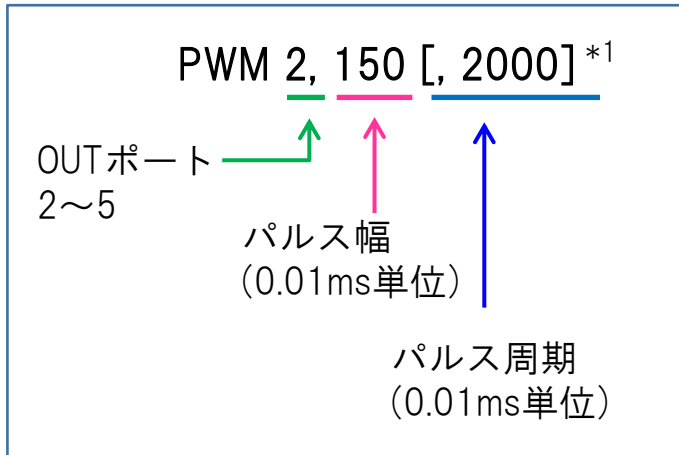 PWM 2, 150 [, 2000] *1
OUTポート
2～5
パルス幅
(0.01ms単位)
パルス周期
(0.01ms単位)